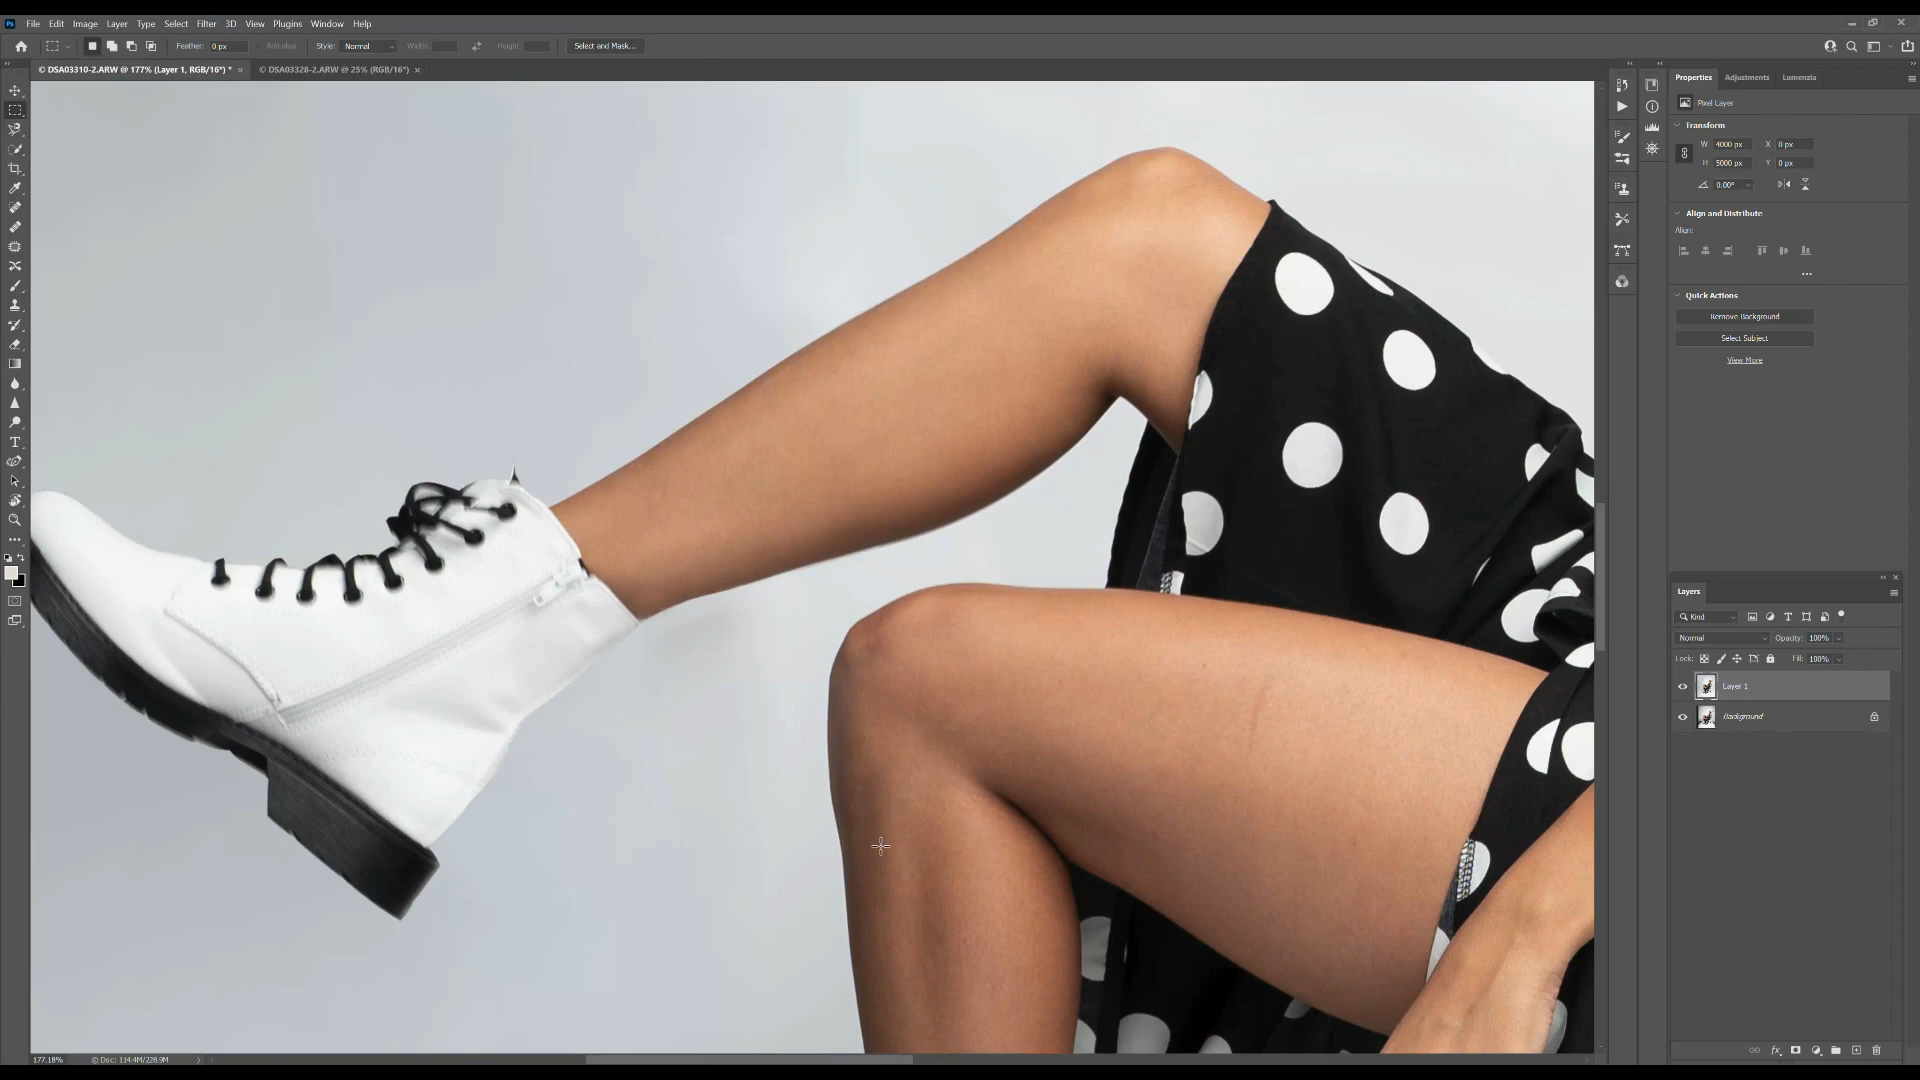 Ps File Edit Image Layer Type Select Filter 3D View Plugins Window Help
Feather: 0 px Anti-alias Style: Normal Width: Height: Select and Mask...
© DSA03310-2.ARW @ 177% (Layer 1, RGB/16*) * × © DSA03328-2.ARW @ 25% (RGB/16*) ×
Properties Adjustments Lumenzia
Pixel Layer
Transform
W 4000 px X 0 px
H 5000 px Y 0 px
0.00°
Align and Distribute
Align:
Quick Actions
Remove Background
Select Subject
View More
Layers
Kind
Normal Opacity: 100%
Lock: Fill: 100%
Layer 1
Background
177.18% © Doc: 114.4M/228.9M